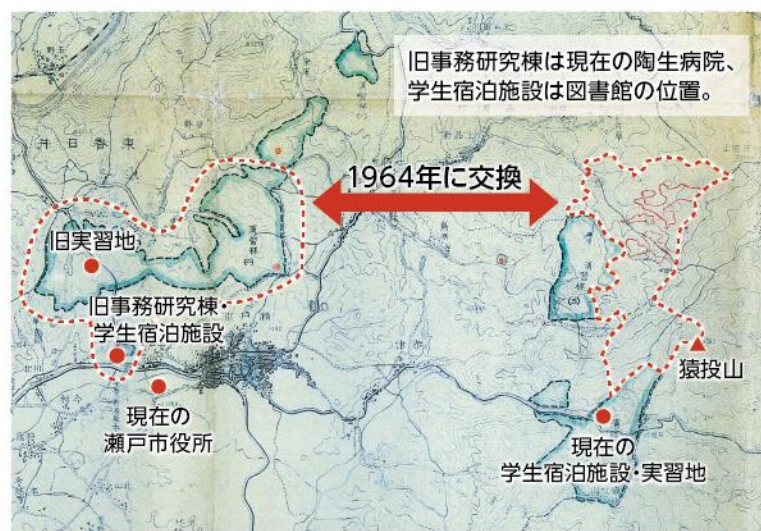 旧事務研究棟は現在の陶生病院、
学生宿泊施設は図書館の位置。
1964年に交換
旧実習地
旧事務研究棟・
学生宿泊施設
現在の
瀬戸市役所
猿投山
現在の
学生宿泊施設・実習地